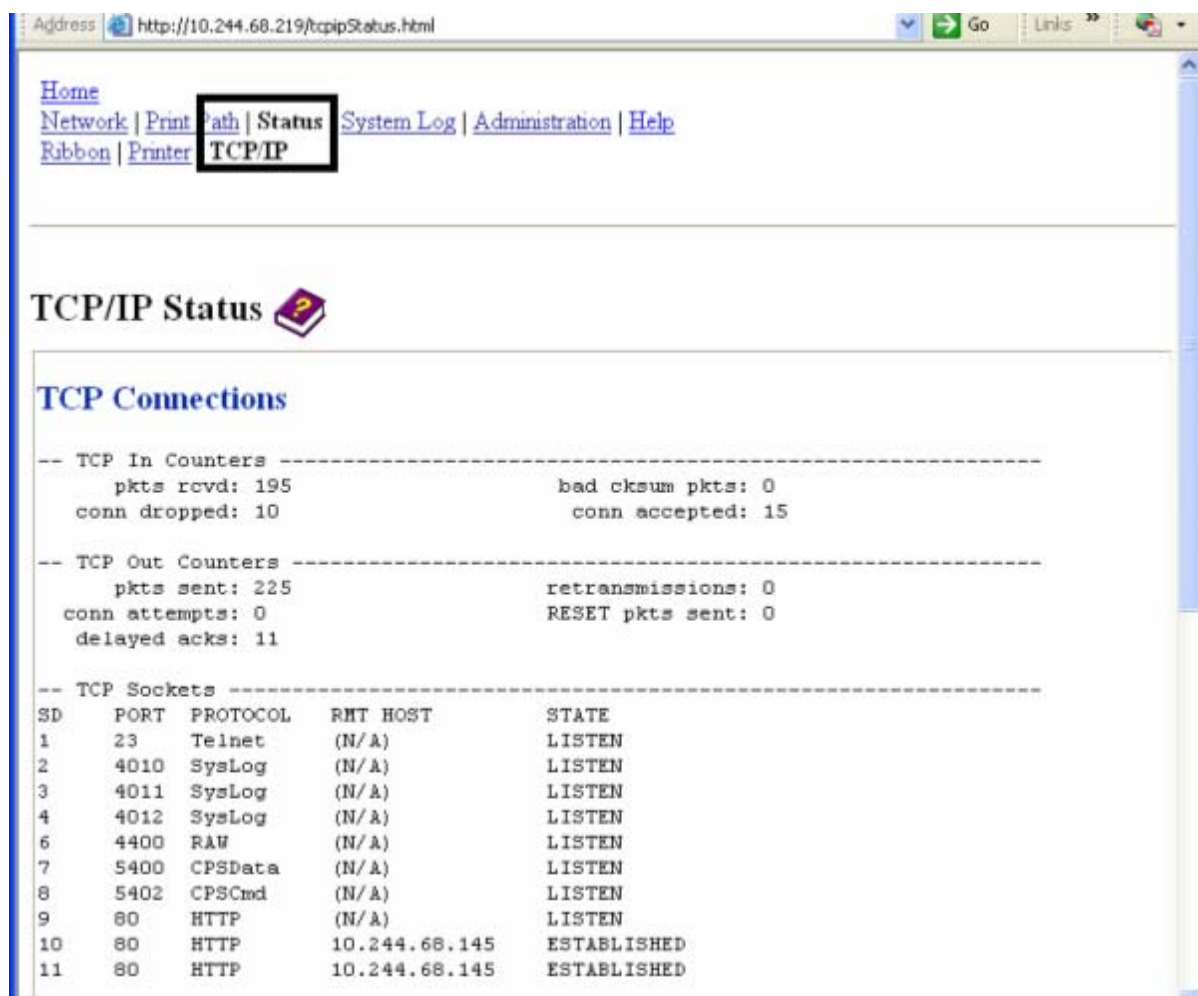 Address http://10.244.68.219/tcpipStatus.html Go Links »
Home
Network | Print Path | Status | System Log | Administration | Help
Ribbon | Printer TCP/IP
TCP/IP Status ?
TCP Connections
-- TCP In Counters ------------------------------------------------------------
pkts rcvd: 195 bad cksum pkts: 0
conn dropped: 10 conn accepted: 15
-- TCP Out Counters -----------------------------------------------------------
pkts sent: 225 retransmissions: 0
conn attempts: 0 RESET pkts sent: 0
delayed acks: 11
-- TCP Sockets ----------------------------------------------------------------
SD PORT PROTOCOL RMT HOST STATE
1 23 Telnet (N/A) LISTEN
2 4010 SysLog (N/A) LISTEN
3 4011 SysLog (N/A) LISTEN
4 4012 SysLog (N/A) LISTEN
6 4400 RAW (N/A) LISTEN
7 5400 CPSData (N/A) LISTEN
8 5402 CPSCmd (N/A) LISTEN
9 80 HTTP (N/A) LISTEN
10 80 HTTP 10.244.68.145 ESTABLISHED
11 80 HTTP 10.244.68.145 ESTABLISHED